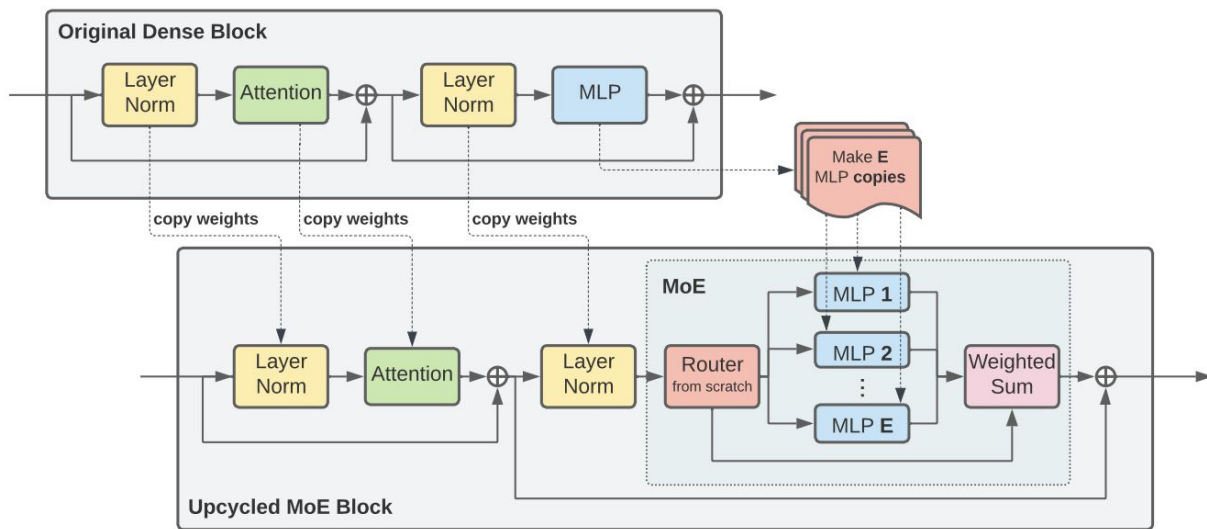 Original Dense Block
Layer
Norm
Attention
Layer
Norm
MLP
Make E
MLP copies
copy weights
copy weights
copy weights
MoE
MLP 1
MLP 2
⋮
MLP E
Layer
Norm
Attention
Layer
Norm
Router
from scratch
Weighted
Sum
Upcycled MoE Block